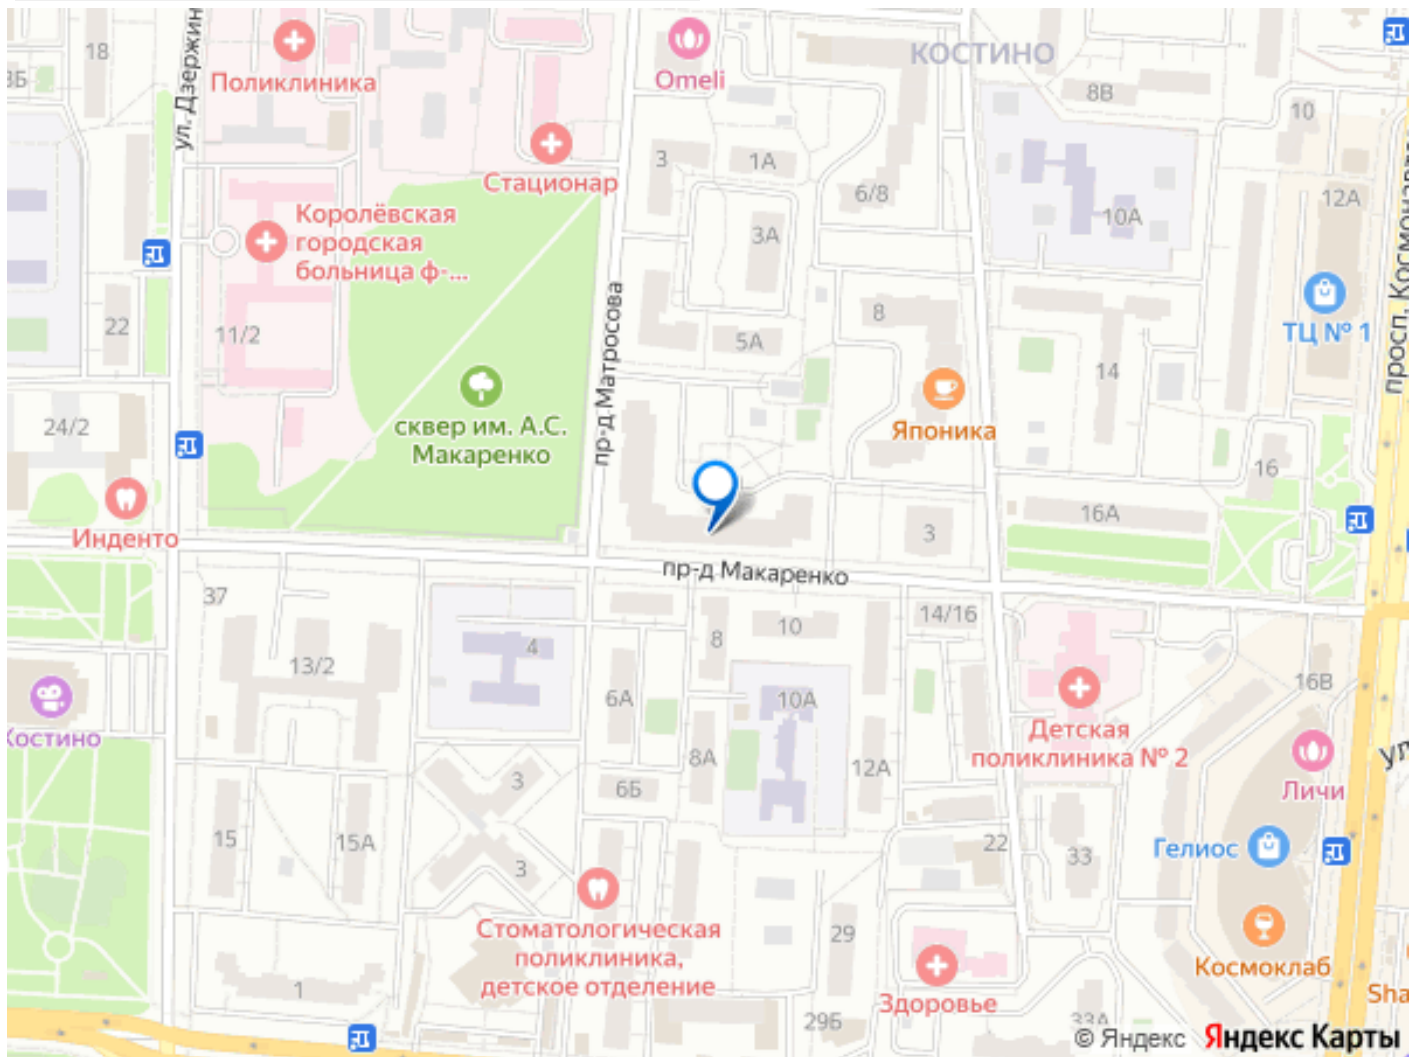 18
3Б
ул. Дзержин
Поликлиника
Omeli
КОСТИНО
8В
10
Стационар
3
1А
6/8
10А
12А
Королёвская
городская
больница ф-...
3А
просп. Космонавто
22
11/2
пр-д Матросова
8
5А
ТЦ № 1
14
24/2
сквер им. А.С.
Макаренко
Японика
16
Инденто
3
16А
пр-д Макаренко
37
14/16
8
10
4
13/2
6А
10А
16В
Костино
Детская
поликлиника № 2
8А
12А
3
6Б
Личи
15
15А
22
33
Гелиос
3
Стоматологическая
поликлиника,
детское отделение
29
Космоклаб
1
Здоровье
Sha
29Б
33А
© Яндекс Яндекс Карты